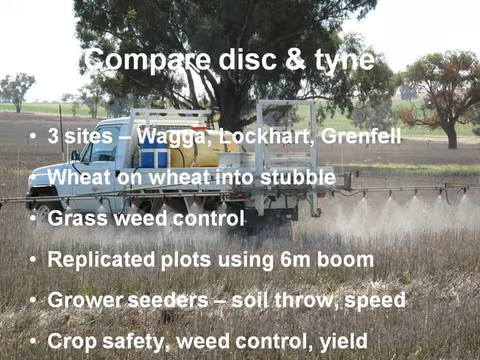 Compare disc & tyne
• 3 sites – Wagga, Lockhart, Grenfell
• Wheat on wheat into stubble
• Grass weed control
• Replicated plots using 6m boom
• Grower seeders – soil throw, speed
• Crop safety, weed control, yield